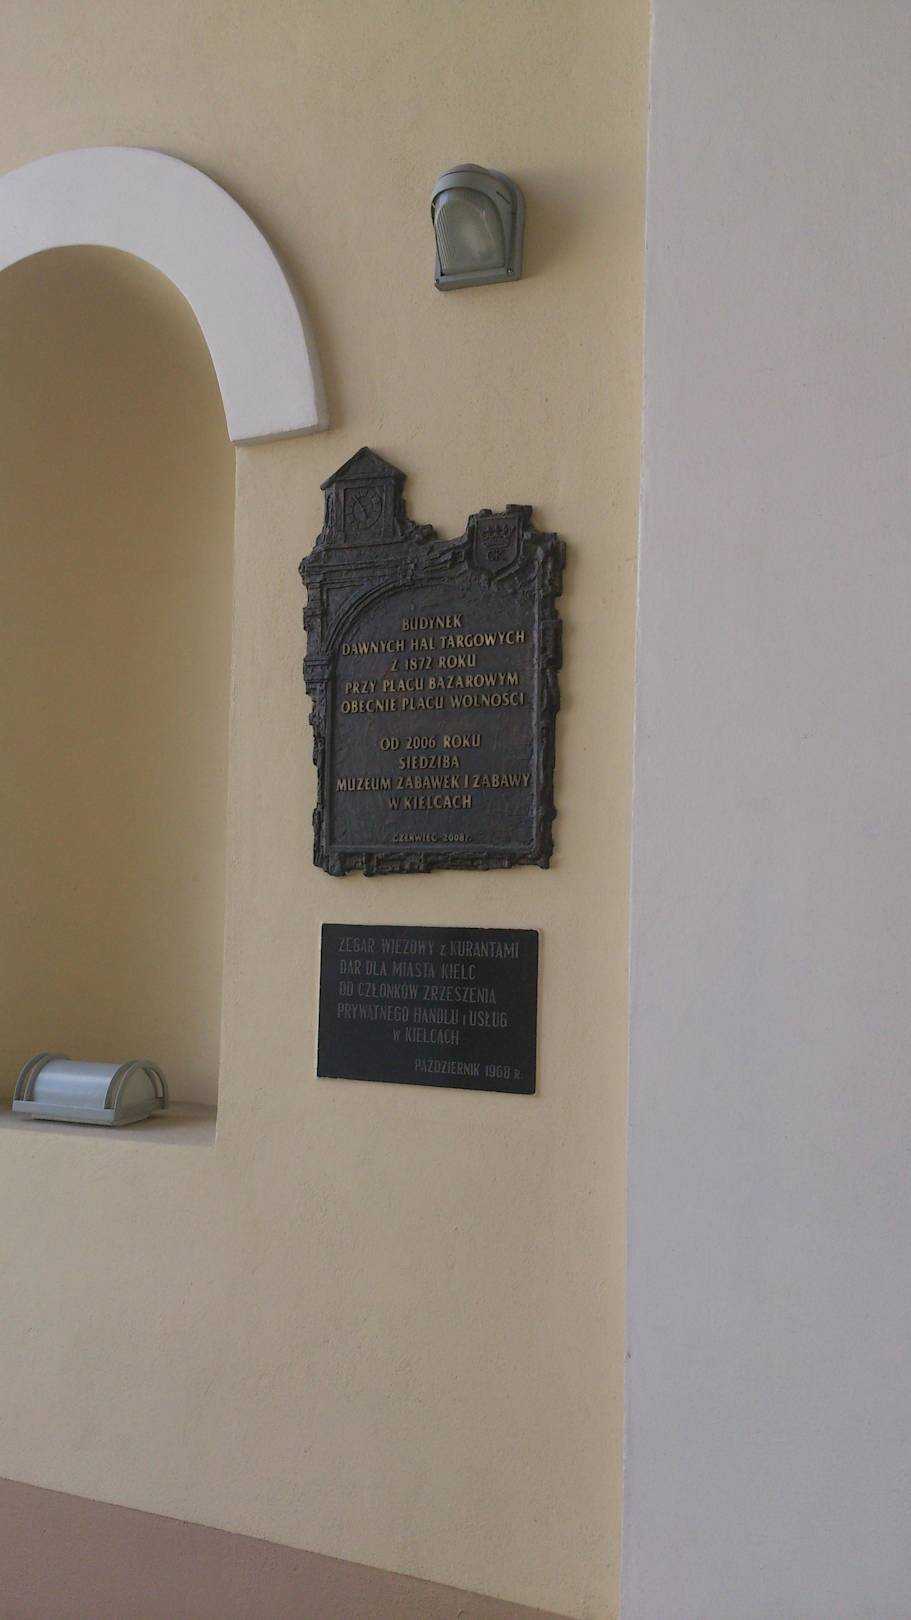 CK
BUDYNEK
DAWNYCH HAL TARGOWYCH
Z 1872 ROKU
PRZY PLACU BAZAROWYM
OBECNIE PLACU WOLNOŚCI
OD 2006 ROKU
SIEDZIBA
MUZEUM ZABAWEK I ZABAWY
W KIELCACH
CZERWIEC 2008r.
ZEGAR WIEŻOWY z KURANTAMI
DAR DLA MIASTA KIELC
OD CZŁONKÓW ZRZESZENIA
PRYWATNEGO HANDLU i USŁUG
w KIELCACH
PAŹDZIERNIK 1968 R.